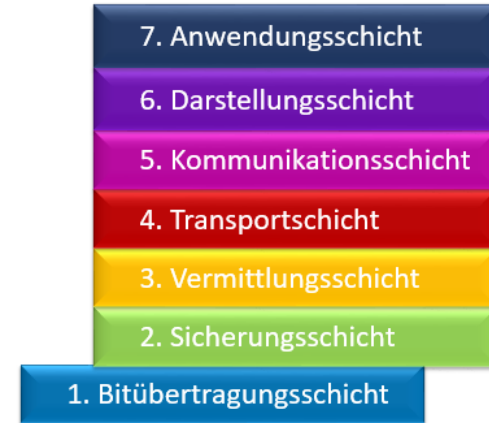 7. Anwendungsschicht
6. Darstellungsschicht
5. Kommunikationsschicht
4. Transportschicht
3. Vermittlungsschicht
2. Sicherungsschicht
1. Bitübertragungsschicht